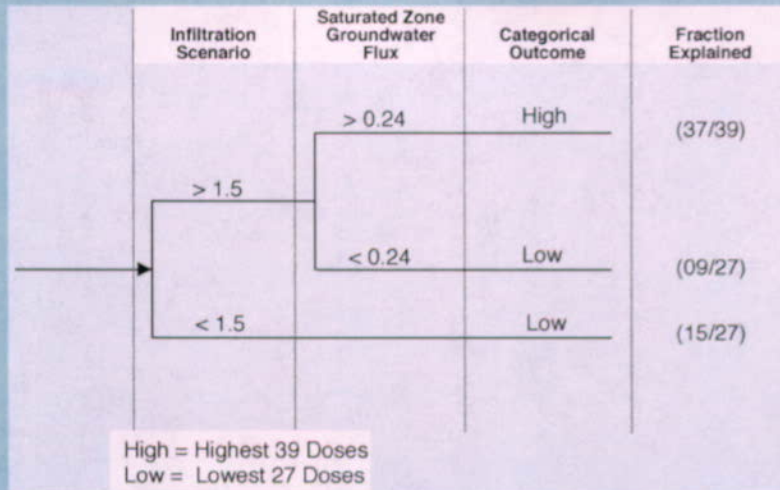 Infiltration
Scenario
Saturated Zone
Groundwater
Flux
Categorical
Outcome
Fraction
Explained
> 0.24
High
(37/39)
> 1.5
< 0.24
Low
(09/27)
< 1.5
Low
(15/27)
High = Highest 39 Doses
Low = Lowest 27 Doses